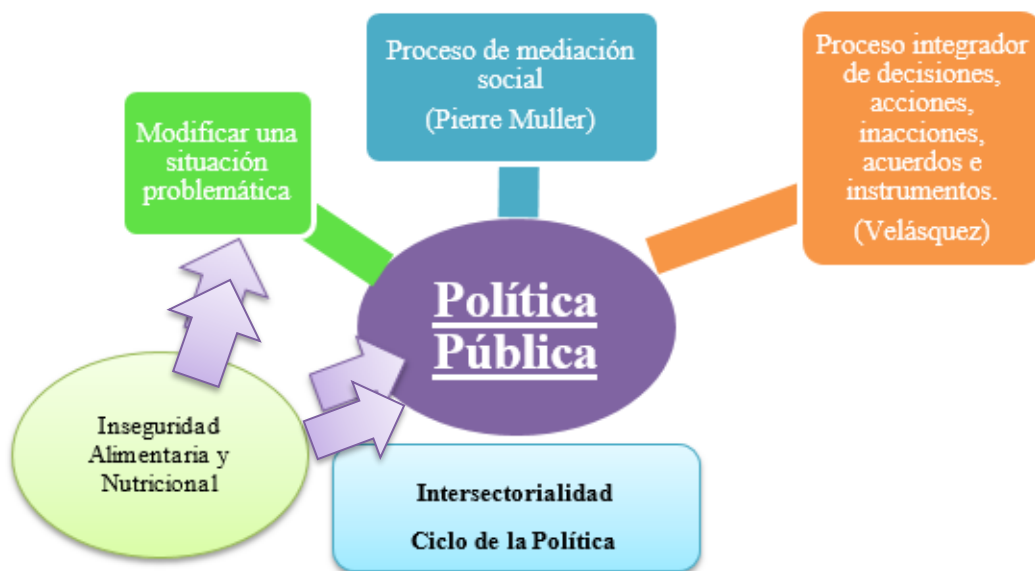 Proceso de mediación
social
(Pierre Muller)
Proceso integrador
de decisiones,
acciones,
inacciones,
acuerdos e
instrumentos.
(Velásquez)
Modificar una
situación
problemática
Política
Pública
Inseguridad
Alimentaria y
Nutricional
Intersectorialidad
Ciclo de la Política